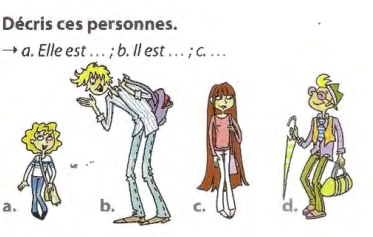 Décris ces personnes.
→ a. Elle est … ; b. Il est … ; c. …
a. b. c. d.